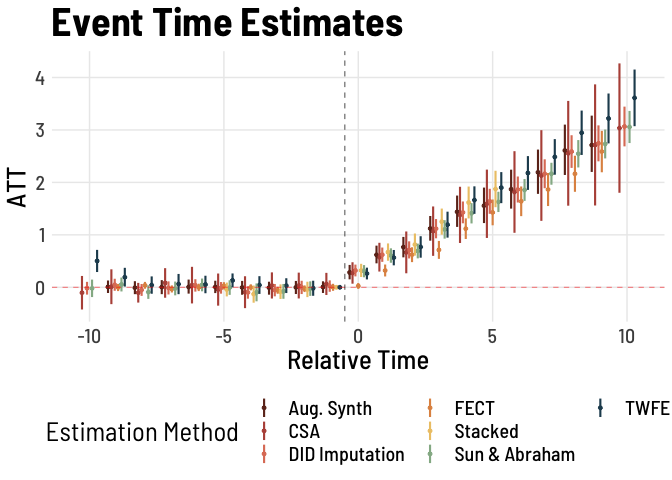 Event Time Estimates
4
3
2
1
0
ATT
-10 -5 0 5 10
Relative Time
Estimation Method
Aug. Synth FECT TWFE
CSA Stacked
DID Imputation Sun & Abraham